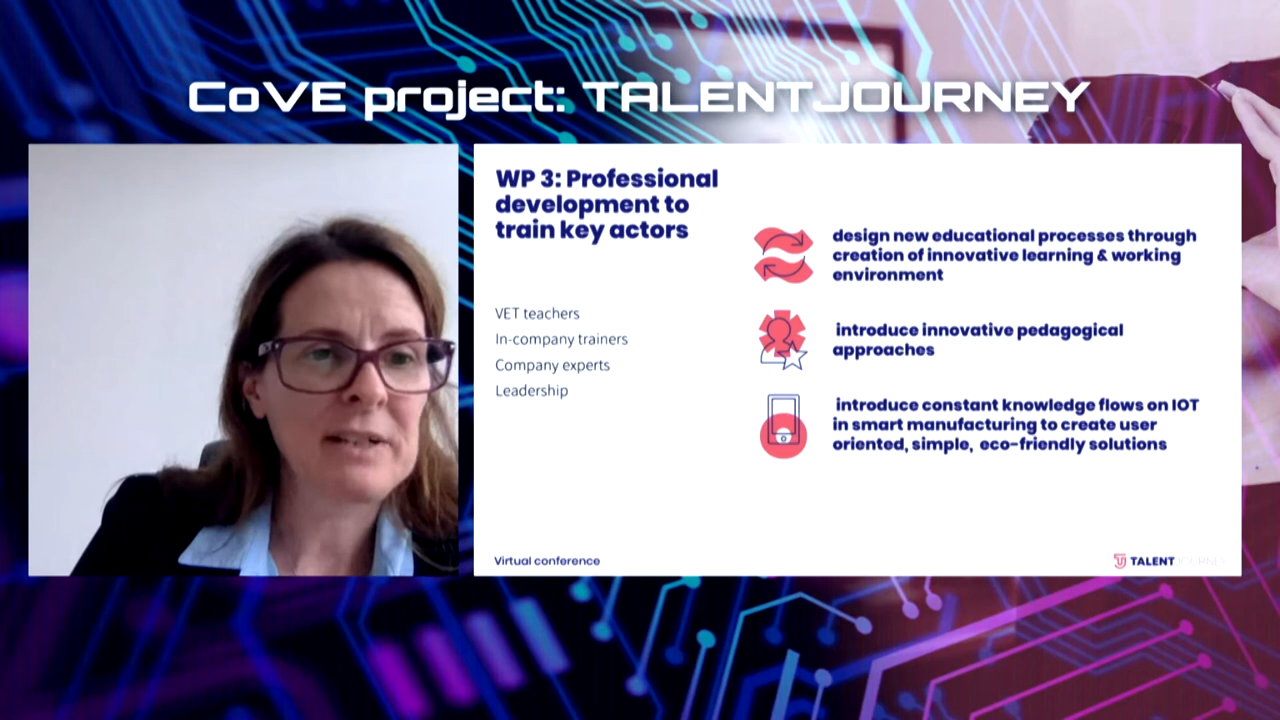 CoVE project: TALENTJOURNEY
WP 3: Professional
development to
train key actors
VET teachers
In-company trainers
Company experts
Leadership
design new educational processes through
creation of innovative learning & working
environment
introduce innovative pedagogical
approaches
introduce constant knowledge flows on IOT
in smart manufacturing to create user
oriented, simple, eco-friendly solutions
Virtual conference
TALENTJOURNEY